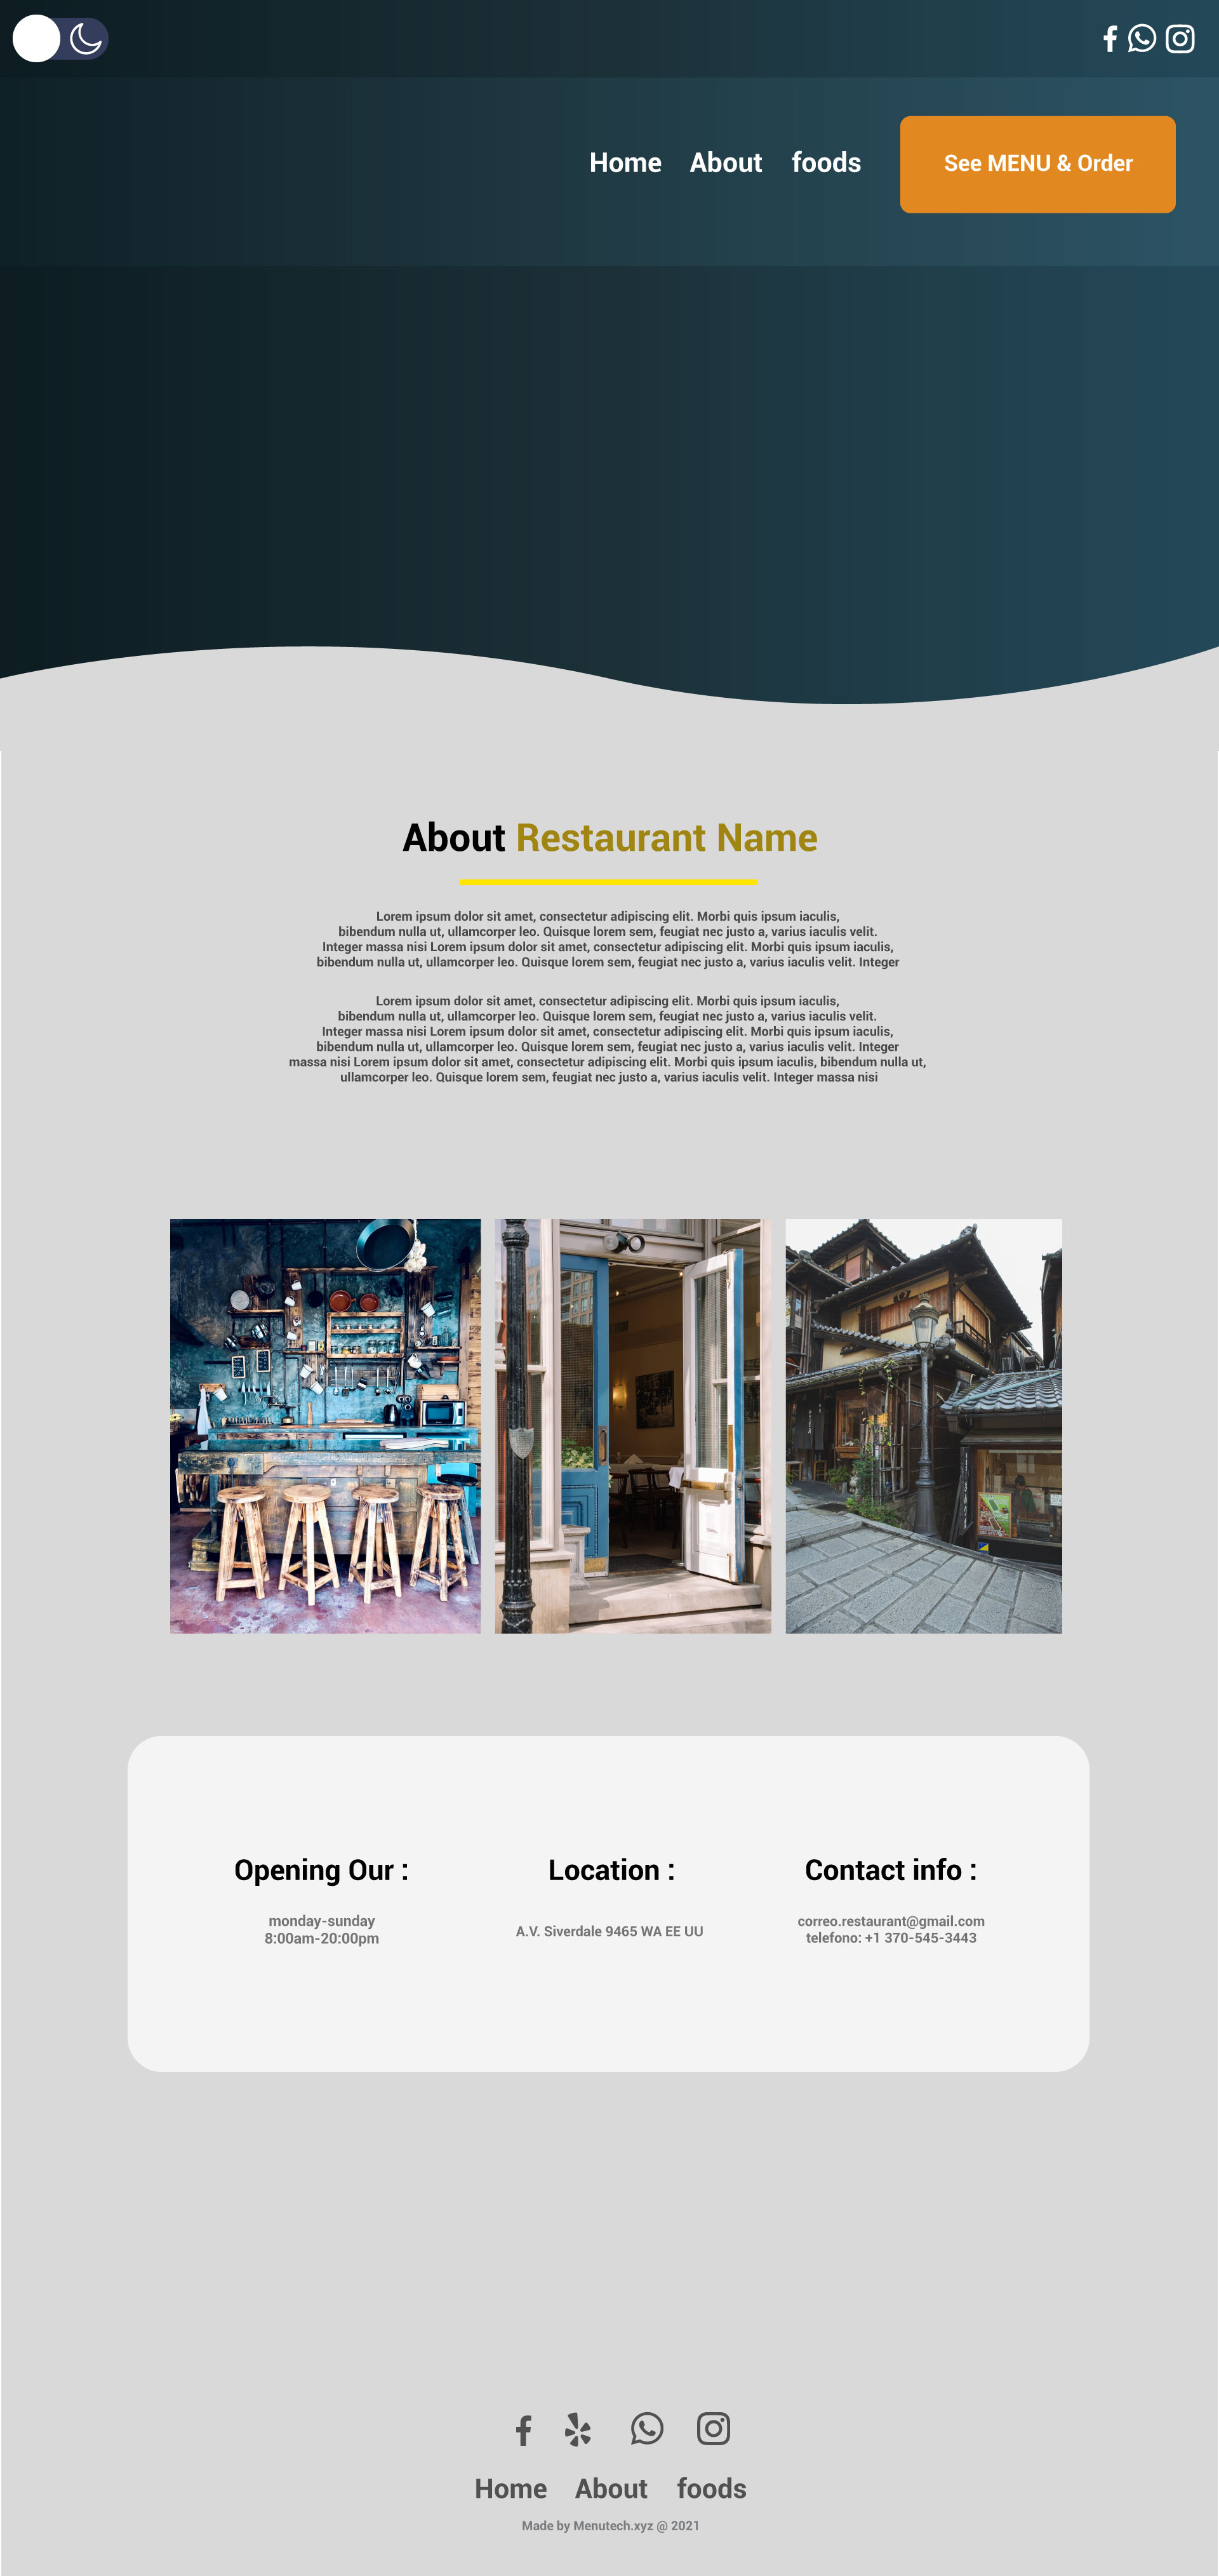 Home About foods
See MENU & Order
About Restaurant Name
Lorem ipsum dolor sit amet, consectetur adipiscing elit. Morbi quis ipsum iaculis,
bibendum nulla ut, ullamcorper leo. Quisque lorem sem, feugiat nec justo a, varius iaculis velit.
Integer massa nisi Lorem ipsum dolor sit amet, consectetur adipiscing elit. Morbi quis ipsum iaculis,
bibendum nulla ut, ullamcorper leo. Quisque lorem sem, feugiat nec justo a, varius iaculis velit. Integer
Lorem ipsum dolor sit amet, consectetur adipiscing elit. Morbi quis ipsum iaculis,
bibendum nulla ut, ullamcorper leo. Quisque lorem sem, feugiat nec justo a, varius iaculis velit.
Integer massa nisi Lorem ipsum dolor sit amet, consectetur adipiscing elit. Morbi quis ipsum iaculis,
bibendum nulla ut, ullamcorper leo. Quisque lorem sem, feugiat nec justo a, varius iaculis velit. Integer
massa nisi Lorem ipsum dolor sit amet, consectetur adipiscing elit. Morbi quis ipsum iaculis, bibendum nulla ut,
ullamcorper leo. Quisque lorem sem, feugiat nec justo a, varius iaculis velit. Integer massa nisi
Opening Our :
monday-sunday
8:00am-20:00pm
Location :
A.V. Siverdale 9465 WA EE UU
Contact info :
correo.restaurant@gmail.com
telefono: +1 370-545-3443
Home About foods
Made by Menutech.xyz @ 2021